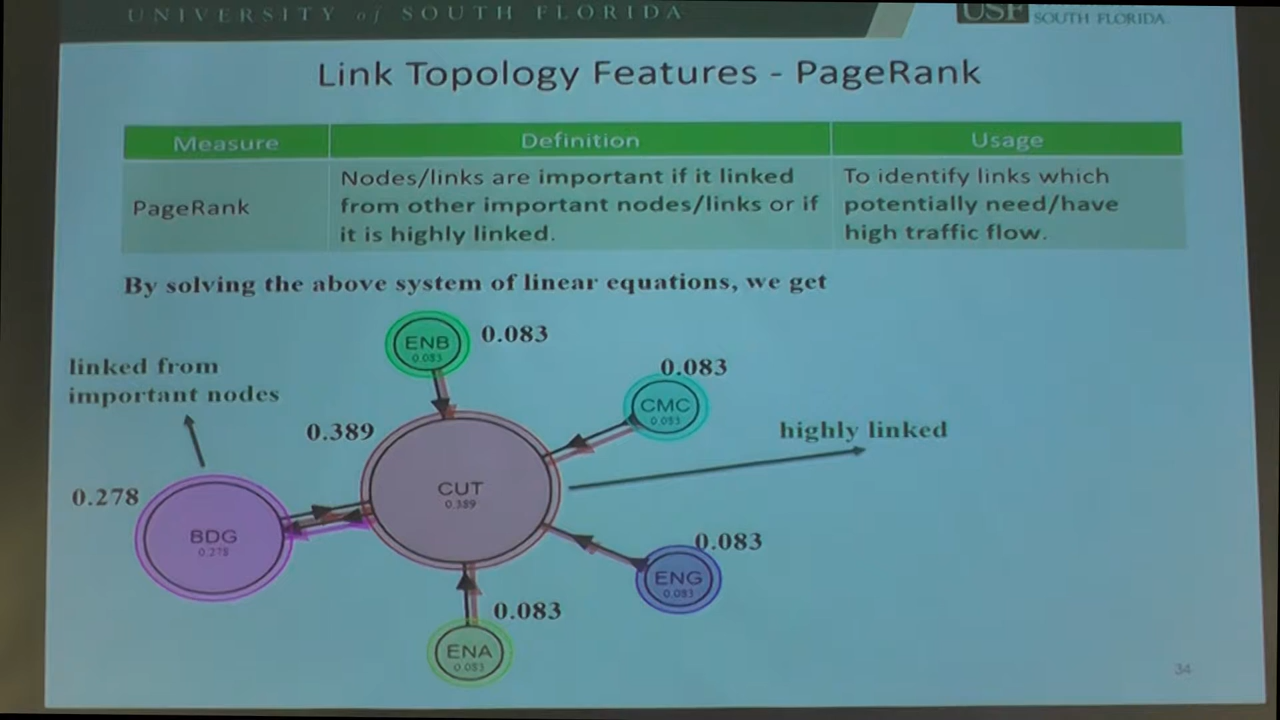 UNIVERSITY of SOUTH FLORIDA
USF
SOUTH FLORIDA
Link Topology Features - PageRank
Measure
Definition
Usage
PageRank
Nodes/links are important if it linked
from other important nodes/links or if
it is highly linked.
To identify links which
potentially need/have
high traffic flow.
By solving the above system of linear equations, we get
ENB
0.083
0.083
linked from
important nodes
0.083
CMC
0.083
0.389
highly linked
CUT
0.389
0.278
BDG
0.278
0.083
ENG
0.083
0.083
ENA
0.083
34